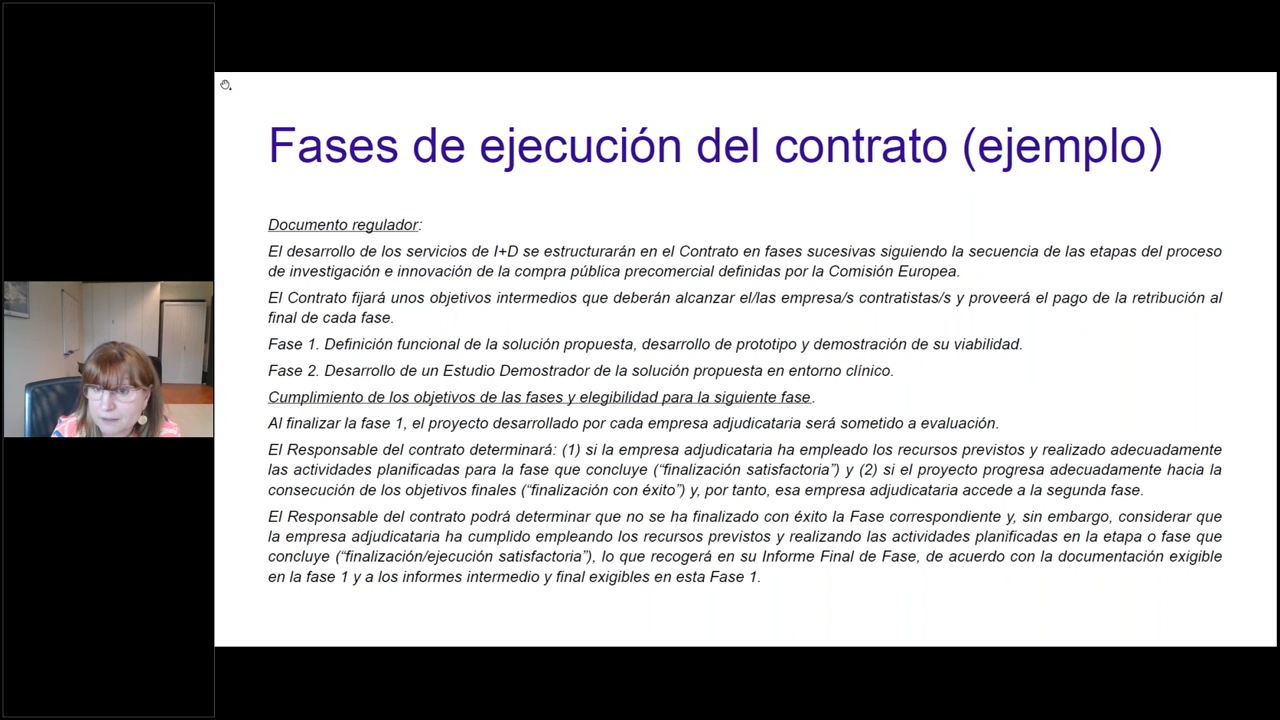 Fases de ejecución del contrato (ejemplo)
Documento regulador:
El desarrollo de los servicios de I+D se estructurarán en el Contrato en fases sucesivas siguiendo la secuencia de las etapas del proceso
de investigación e innovación de la compra pública precomercial definidas por la Comisión Europea.
El Contrato fijará unos objetivos intermedios que deberán alcanzar el/las empresa/s contratistas/s y proveerá el pago de la retribución al
final de cada fase.
Fase 1. Definición funcional de la solución propuesta, desarrollo de prototipo y demostración de su viabilidad.
Fase 2. Desarrollo de un Estudio Demostrador de la solución propuesta en entorno clínico.
Cumplimiento de los objetivos de las fases y elegibilidad para la siguiente fase.
Al finalizar la fase 1, el proyecto desarrollado por cada empresa adjudicataria será sometido a evaluación.
El Responsable del contrato determinará: (1) si la empresa adjudicataria ha empleado los recursos previstos y realizado adecuadamente
las actividades planificadas para la fase que concluye (“finalización satisfactoria”) y (2) si el proyecto progresa adecuadamente hacia la
consecución de los objetivos finales (“finalización con éxito”) y, por tanto, esa empresa adjudicataria accede a la segunda fase.
El Responsable del contrato podrá determinar que no se ha finalizado con éxito la Fase correspondiente y, sin embargo, considerar que
la empresa adjudicataria ha cumplido empleando los recursos previstos y realizando las actividades planificadas en la etapa o fase que
concluye (“finalización/ejecución satisfactoria”), lo que recogerá en su Informe Final de Fase, de acuerdo con la documentación exigible
en la fase 1 y a los informes intermedio y final exigibles en esta Fase 1.